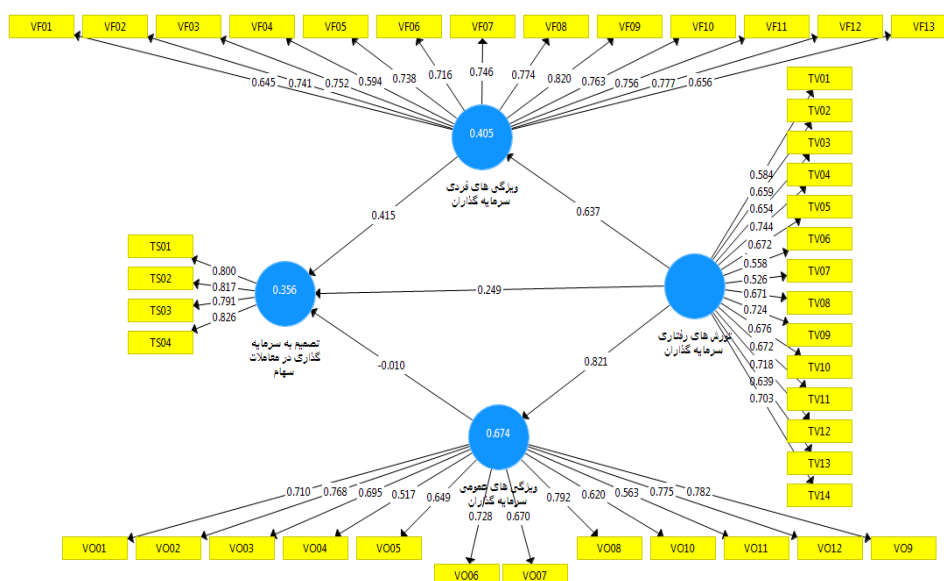 VF01 VF02 VF03 VF04 VF05 VF06 VF07 VF08 VF09 VF10 VF11 VF12 VF13
0.645 0.741 0.752 0.594 0.738 0.716 0.746 0.774 0.820 0.763 0.756 0.777 0.656
0.405
ویژگی های فردی
سرمایه گذاران
0.415
0.637
TS01
TS02
TS03
TS04
0.800
0.817
0.791
0.826
0.356
تصمیم به سرمایه
گذاری در معاملات
سهام
0.249
-0.010
0.821
تورش های رفتاری
سرمایه گذاران
0.584
0.659
0.654
0.744
0.672
0.558
0.526
0.671
0.724
0.676
0.672
0.718
0.639
0.703
TV01
TV02
TV03
TV04
TV05
TV06
TV07
TV08
TV09
TV10
TV11
TV12
TV13
TV14
0.674
ویژگی های عمومی
سرمایه گذاران
0.710 0.768 0.695 0.517 0.649 0.728 0.670 0.792 0.620 0.563 0.775 0.782
VO01 VO02 VO03 VO04 VO05 VO06 VO07 VO08 VO10 VO11 VO12 VO9